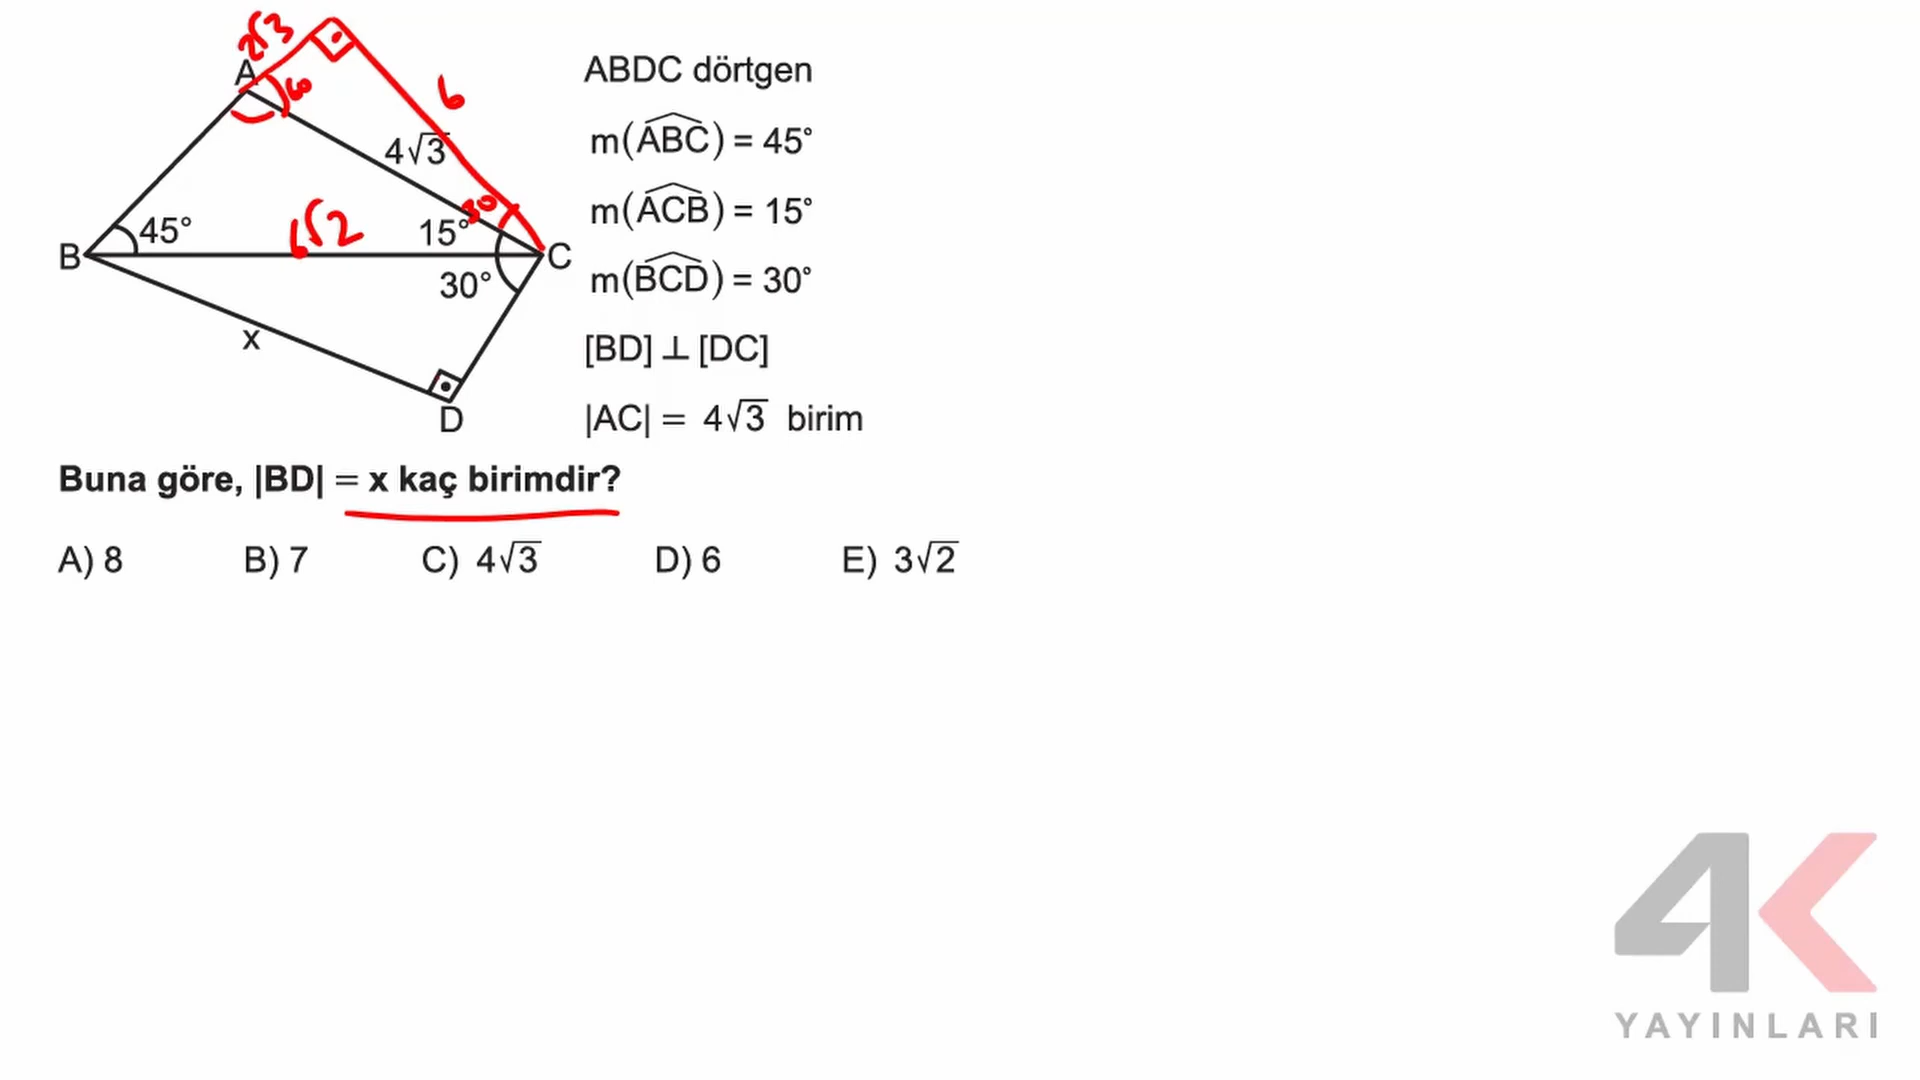 2√3
A
60
6
4√3
30
6√2
45°
15°
B
C
30°
x
D
ABDC dörtgen
m(ABC) = 45°
m(ACB) = 15°
m(BCD) = 30°
[BD] ⊥ [DC]
|AC| = 4√3 birim
Buna göre, |BD| = x kaç birimdir?
A) 8 B) 7 C) 4√3 D) 6 E) 3√2
4K
YAYINLARI